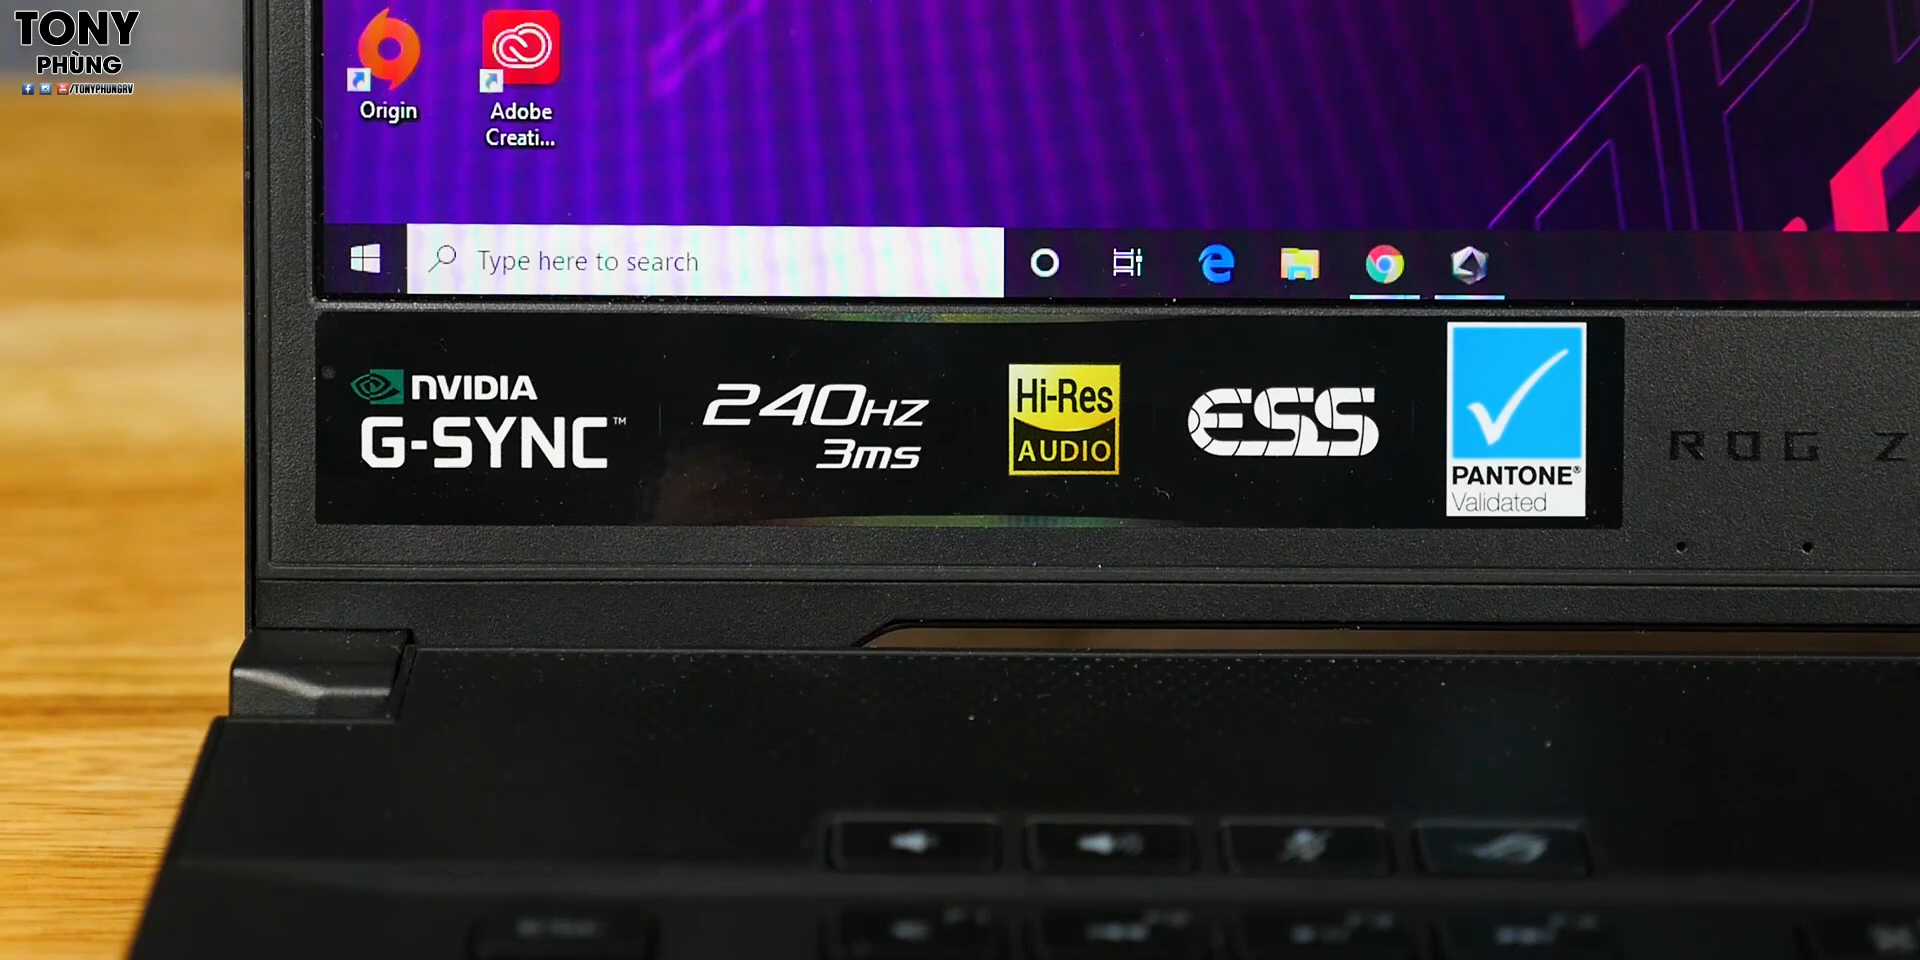 TONY
PHÙNG
/TONYPHUNGRV
Origin
Adobe
Creati...
Type here to search
NVIDIA
G-SYNC™
240HZ
3ms
Hi-Res
AUDIO
ESS
PANTONE®
Validated
ROG Z